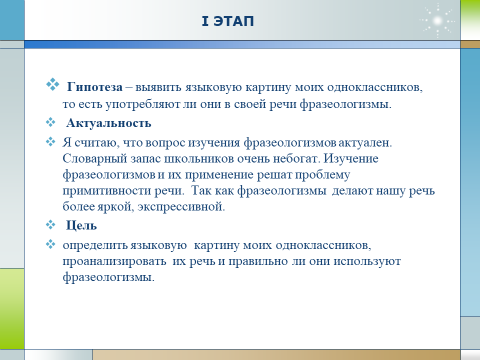 I ЭТАП
Гипотеза – выявить языковую картину моих одноклассников,
то есть употребляют ли они в своей речи фразеологизмы.
Актуальность
Я считаю, что вопрос изучения фразеологизмов актуален.
Словарный запас школьников очень небогат. Изучение
фразеологизмов и их применение решат проблему
примитивности речи. Так как фразеологизмы делают нашу речь
более яркой, экспрессивной.
Цель
определить языковую картину моих одноклассников,
проанализировать их речь и правильно ли они используют
фразеологизмы.